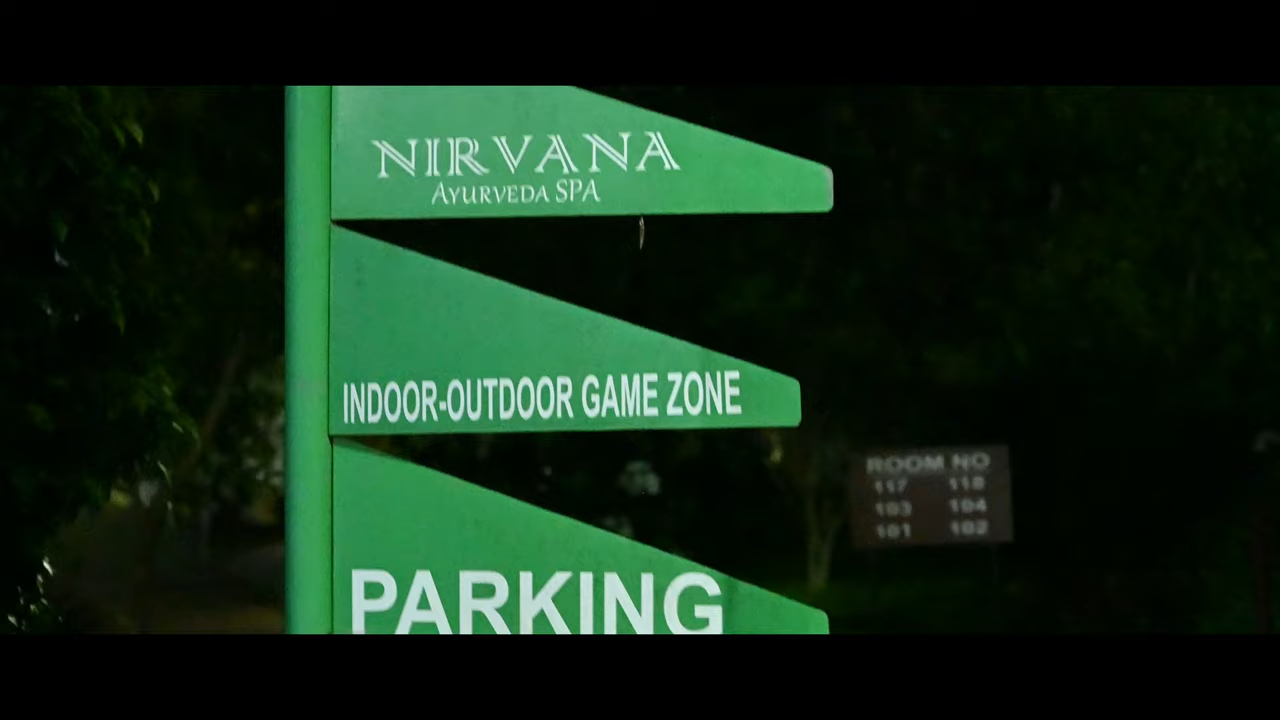 NIRVANA
AYURVEDA SPA
INDOOR-OUTDOOR GAME ZONE
PARKING
ROOM NO
117 118
103 104
101 102